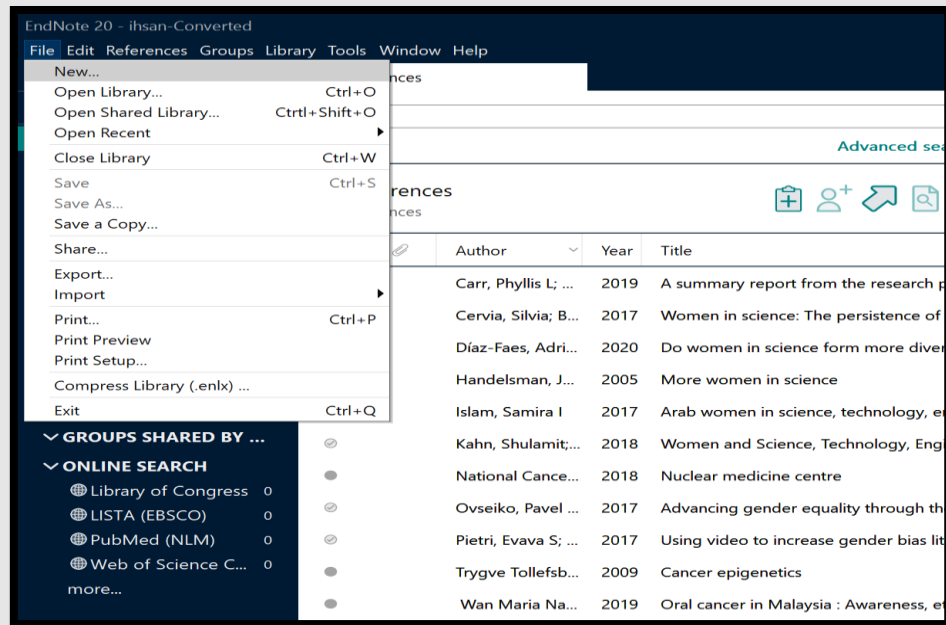 EndNote 20 - ihsan-Converted
File Edit References Groups Library Tools Window Help
New...
nces
Open Library... Ctrl+O
Open Shared Library... Ctrtl+Shift+O
Open Recent
Advanced sea
Close Library Ctrl+W
Save Ctrl+S
rences
Save As...
nces
Save a Copy...
Share...
Author Year Title
Export...
Carr, Phyllis L; ... 2019 A summary report from the research p
Import
Print... Ctrl+P
Cervia, Silvia; B... 2017 Women in science: The persistence of
Print Preview
Díaz-Faes, Adri... 2020 Do women in science form more diver
Print Setup...
Compress Library (.enlx) ...
Handelsman, J... 2005 More women in science
Exit Ctrl+Q
Islam, Samira I 2017 Arab women in science, technology, e
GROUPS SHARED BY ...
Kahn, Shulamit;... 2018 Women and Science, Technology, Engi
ONLINE SEARCH
National Cance... 2018 Nuclear medicine centre
Library of Congress 0
Ovseiko, Pavel ... 2017 Advancing gender equality through th
LISTA (EBSCO) 0
PubMed (NLM) 0
Pietri, Evava S; ... 2017 Using video to increase gender bias lit
Web of Science C... 0
Trygve Tollefsb... 2009 Cancer epigenetics
more...
Wan Maria Na... 2019 Oral cancer in Malaysia : Awareness, et